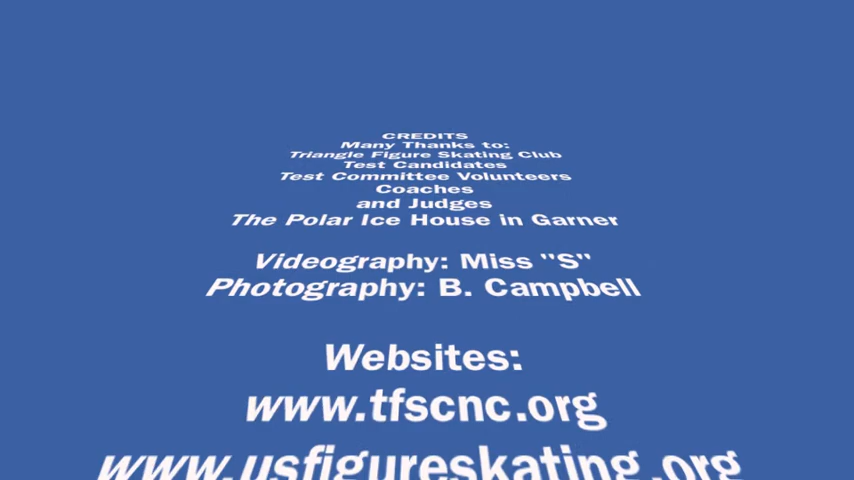 CREDITS
Many Thanks to:
Triangle Figure Skating Club
Test Candidates
Test Committee Volunteers
Coaches
and Judges
The Polar Ice House in Garner
Videography: Miss "S"
Photography: B. Campbell
Websites:
www.tfscnc.org
www.usfigureskating.org